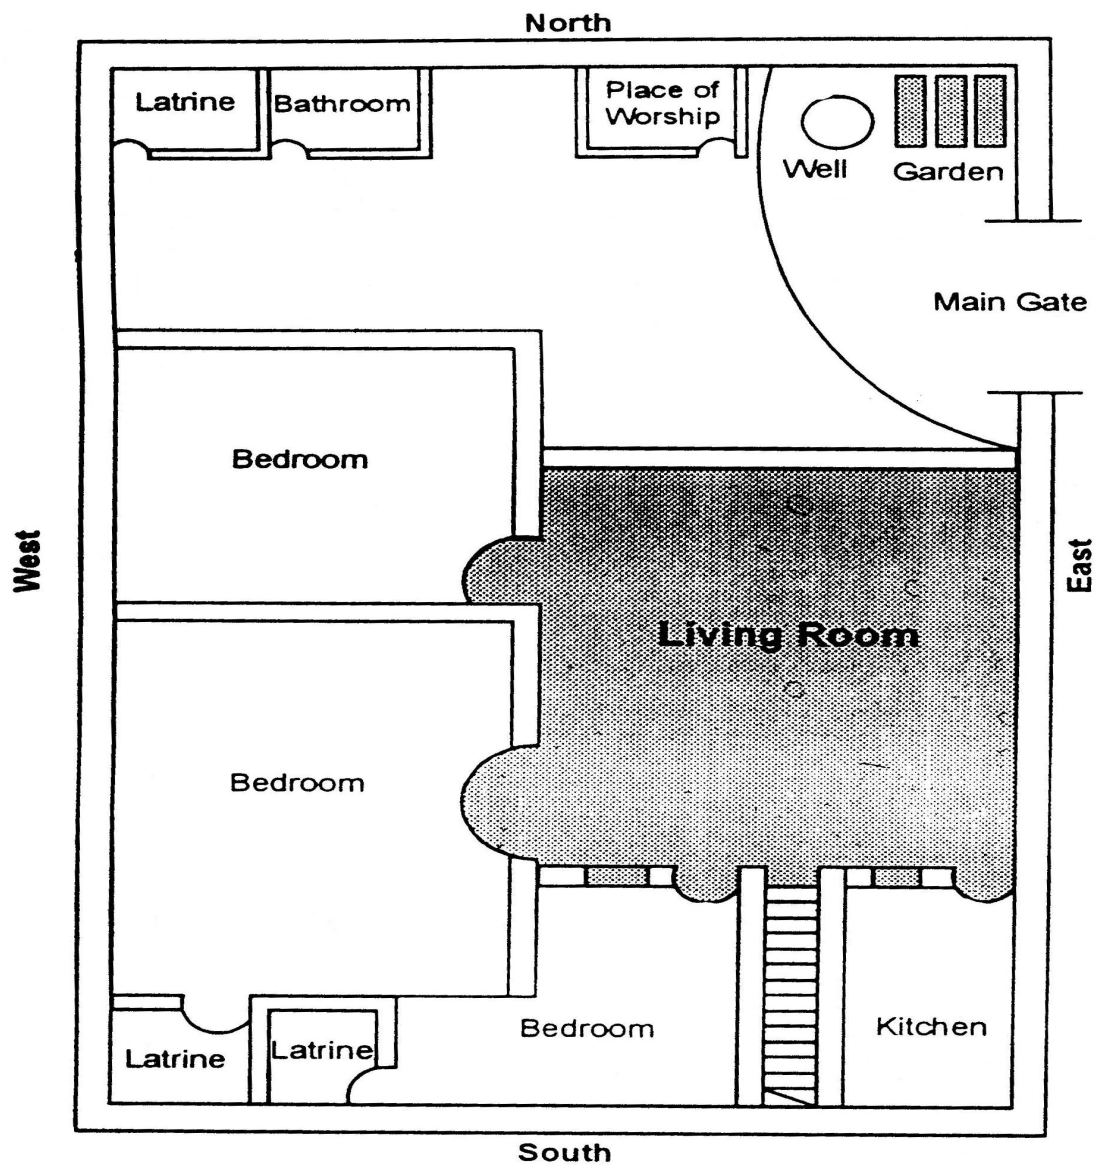 North
Latrine
Bathroom
Place of
Worship
Well
Garden
Main Gate
Bedroom
West
East
Living Room
Bedroom
Bedroom
Kitchen
Latrine
Latrine
South